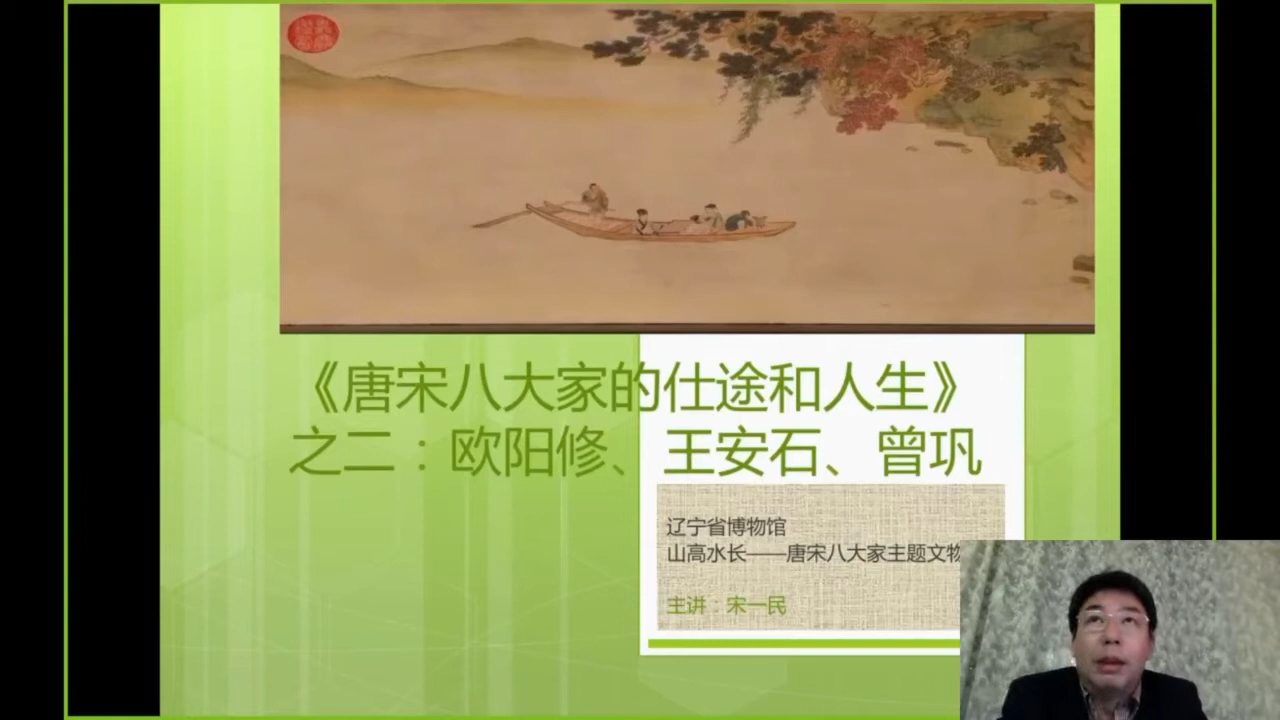 《唐宋八大家的仕途和人生》
之二：欧阳修、王安石、曾巩
辽宁省博物馆
山高水长——唐宋八大家主题文物
主讲：宋一民